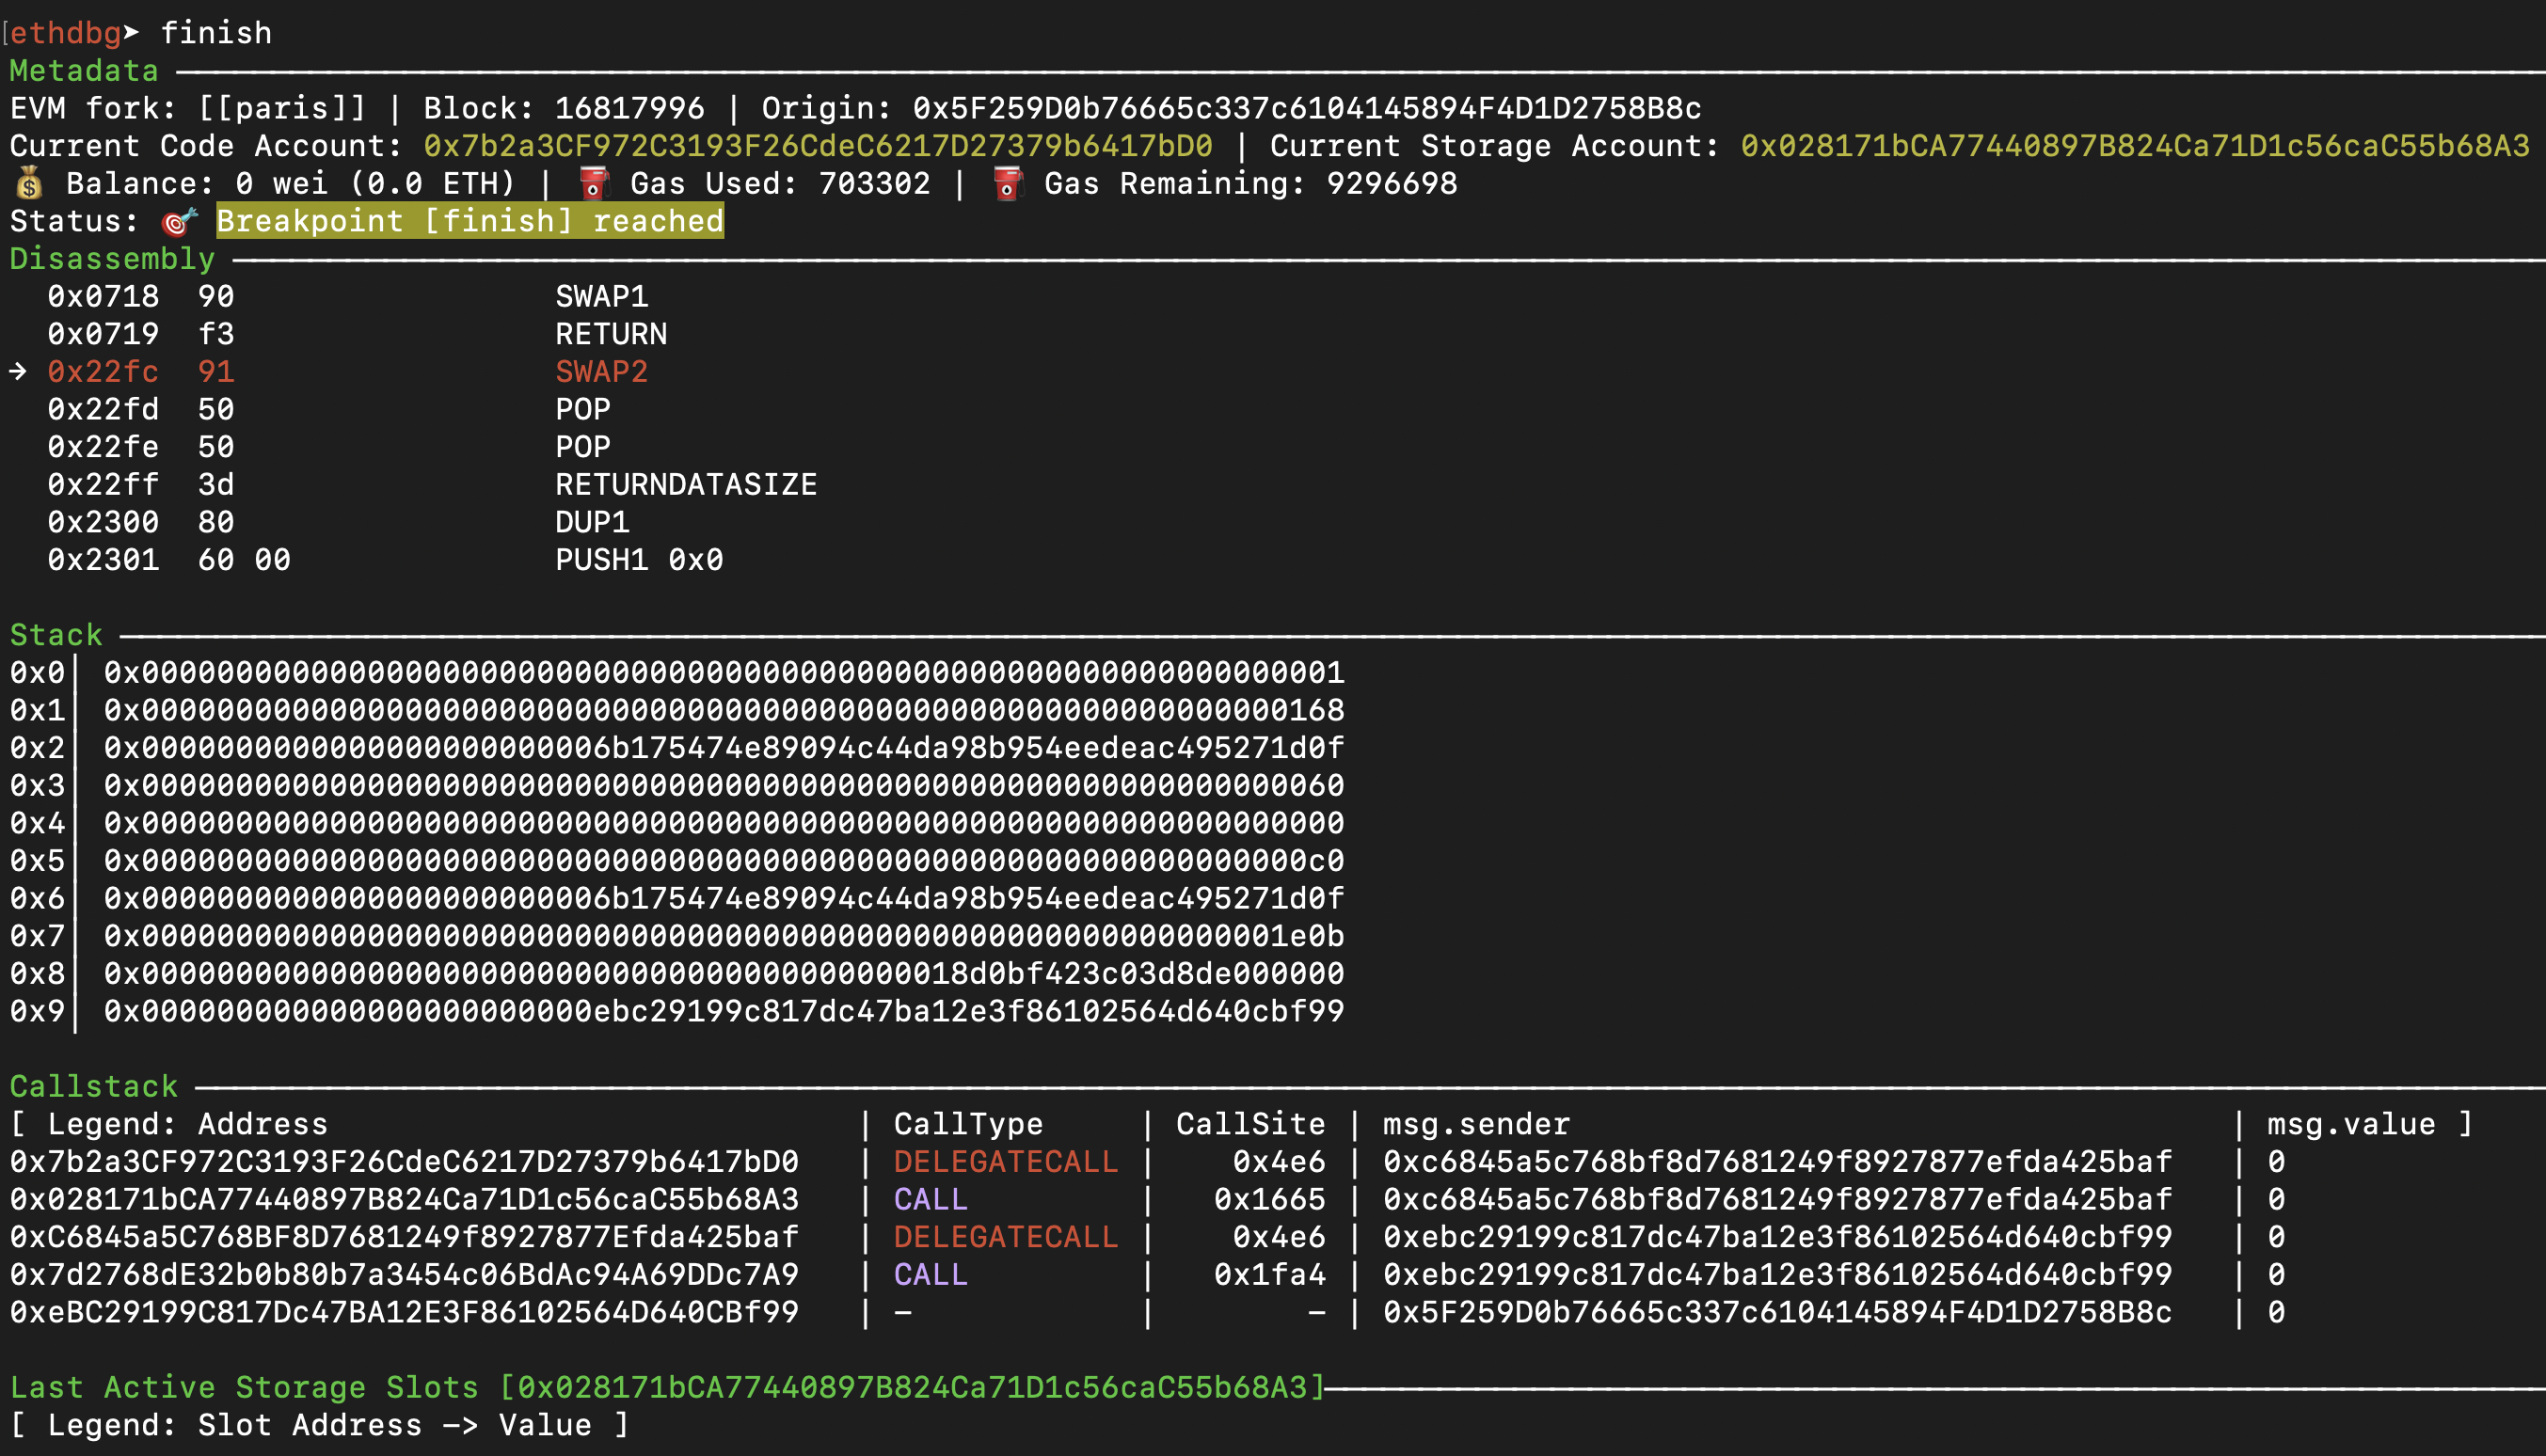 [ethdbg➤ finish
Metadata
EVM fork: [[paris]] | Block: 16817996 | Origin: 0x5F259D0b76665c337c6104145894F4D1D2758B8c
Current Code Account: 0x7b2a3CF972C3193F26CdeC6217D27379b6417bD0 | Current Storage Account: 0x028171bCA77440897B824Ca71D1c56caC55b68A3
💰 Balance: 0 wei (0.0 ETH) | ⛽ Gas Used: 703302 | ⛽ Gas Remaining: 9296698
Status: 🎯 Breakpoint [finish] reached
Disassembly
0x0718 90 SWAP1
0x0719 f3 RETURN
→ 0x22fc 91 SWAP2
0x22fd 50 POP
0x22fe 50 POP
0x22ff 3d RETURNDATASIZE
0x2300 80 DUP1
0x2301 60 00 PUSH1 0x0
Stack
0x0│ 0x0000000000000000000000000000000000000000000000000000000000000001
0x1│ 0x0000000000000000000000000000000000000000000000000000000000000168
0x2│ 0x0000000000000000000000006b175474e89094c44da98b954eedeac495271d0f
0x3│ 0x0000000000000000000000000000000000000000000000000000000000000060
0x4│ 0x0000000000000000000000000000000000000000000000000000000000000000
0x5│ 0x00000000000000000000000000000000000000000000000000000000000000c0
0x6│ 0x0000000000000000000000006b175474e89094c44da98b954eedeac495271d0f
0x7│ 0x0000000000000000000000000000000000000000000000000000000000001e0b
0x8│ 0x00000000000000000000000000000000000000000018d0bf423c03d8de000000
0x9│ 0x000000000000000000000000ebc29199c817dc47ba12e3f86102564d640cbf99
Callstack
[ Legend: Address | CallType | CallSite | msg.sender | msg.value ]
0x7b2a3CF972C3193F26CdeC6217D27379b6417bD0 | DELEGATECALL | 0x4e6 | 0xc6845a5c768bf8d7681249f8927877efda425baf | 0
0x028171bCA77440897B824Ca71D1c56caC55b68A3 | CALL | 0x1665 | 0xc6845a5c768bf8d7681249f8927877efda425baf | 0
0xC6845a5C768BF8D7681249f8927877Efda425baf | DELEGATECALL | 0x4e6 | 0xebc29199c817dc47ba12e3f86102564d640cbf99 | 0
0x7d2768dE32b0b80b7a3454c06BdAc94A69DDc7A9 | CALL | 0x1fa4 | 0xebc29199c817dc47ba12e3f86102564d640cbf99 | 0
0xeBC29199C817Dc47BA12E3F86102564D640CBf99 | - | - | 0x5F259D0b76665c337c6104145894F4D1D2758B8c | 0
Last Active Storage Slots [0x028171bCA77440897B824Ca71D1c56caC55b68A3]
[ Legend: Slot Address -> Value ]